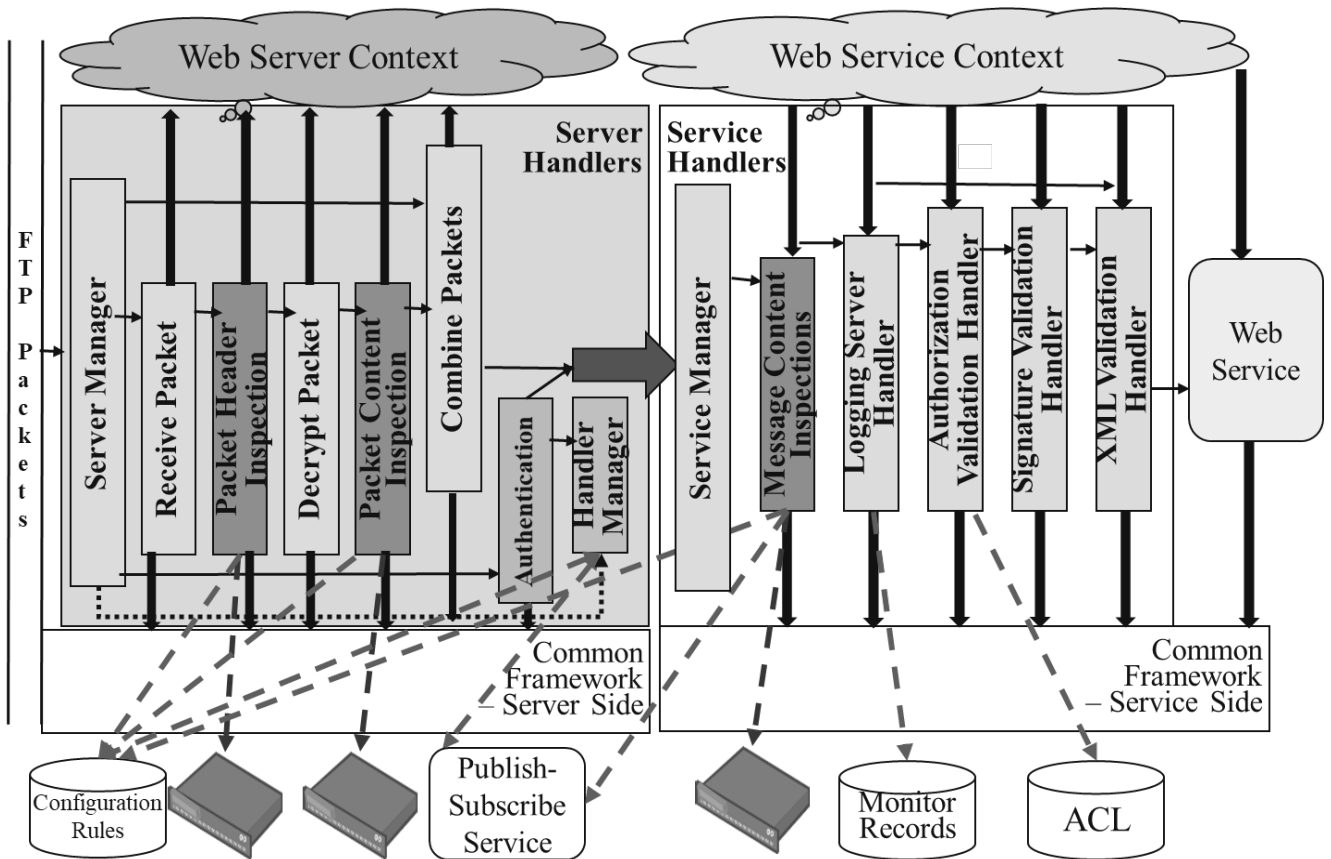 Web Server Context
Web Service Context
Server
Handlers
Service
Handlers
FTP Packets
Server Manager
Receive Packet
Packet Header
Inspection
Decrypt Packet
Packet Content
Inspection
Combine Packets
Authentication
Handler
Manager
Service Manager
Message Content
Inspections
Logging Server
Handler
Authorization
Validation Handler
Signature Validation
Handler
XML Validation
Handler
Web
Service
Common
Framework
– Server Side
Common
Framework
– Service Side
Configuration
Rules
Publish-
Subscribe
Service
Monitor
Records
ACL